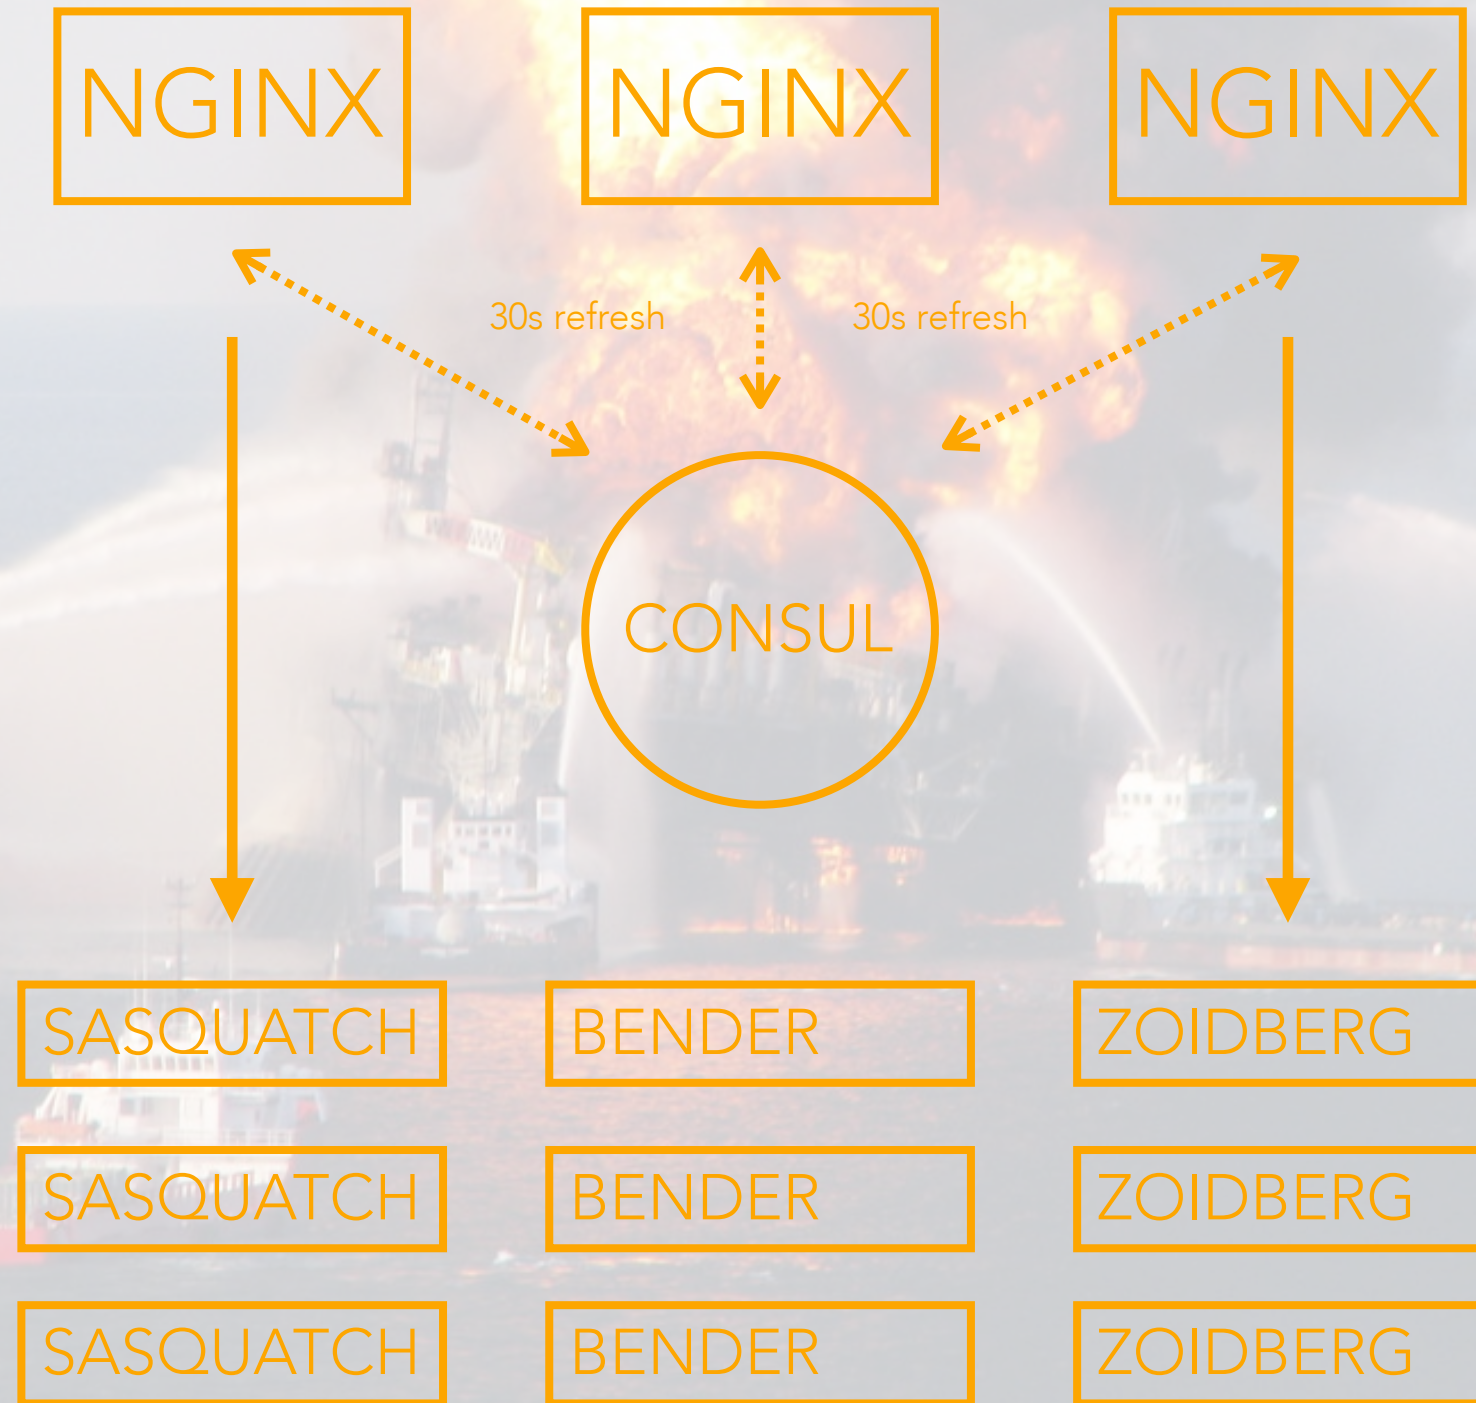 NGINX NGINX NGINX
30s refresh 30s refresh
CONSUL
SASQUATCH BENDER ZOIDBERG
SASQUATCH BENDER ZOIDBERG
SASQUATCH BENDER ZOIDBERG